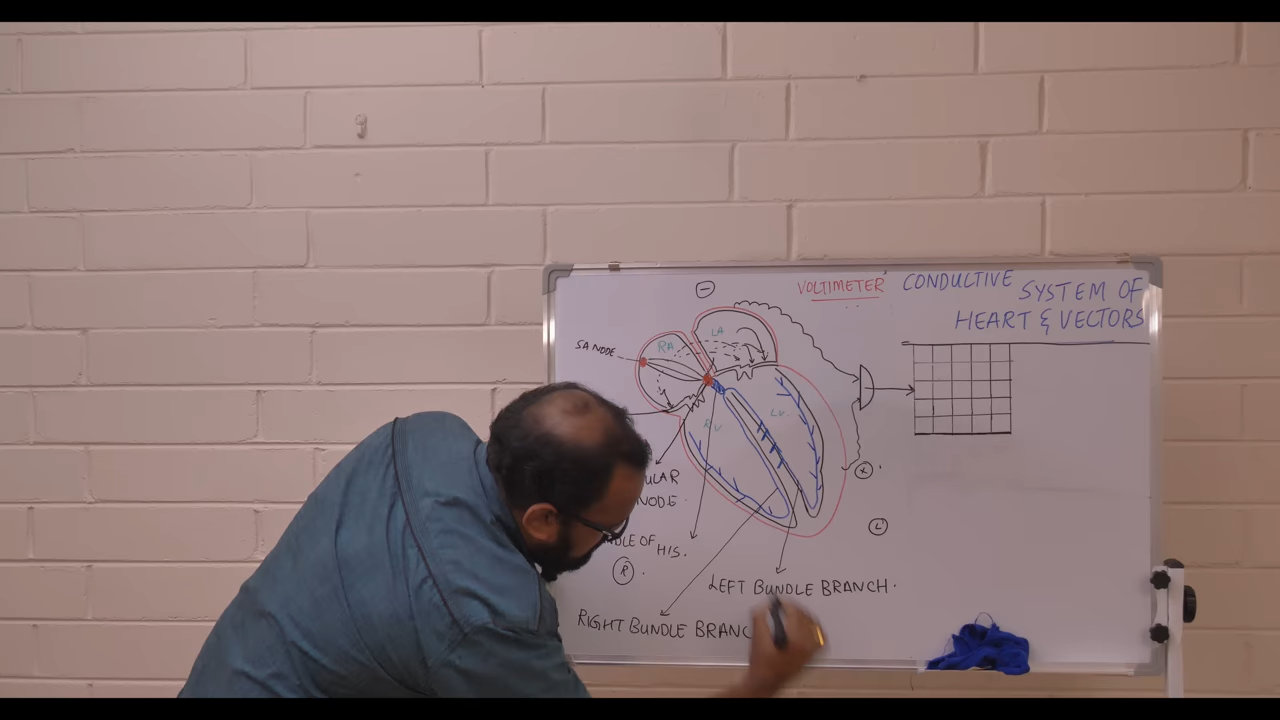 VOLTIMETER
CONDUCTIVE
SYSTEM OF
HEART & VECTORS
LA
RA
SA NODE
LV
RV
ULAR
NODE
X
L
DLE OF HIS.
R
LEFT BUNDLE BRANCH.
RIGHT BUNDLE BRANC